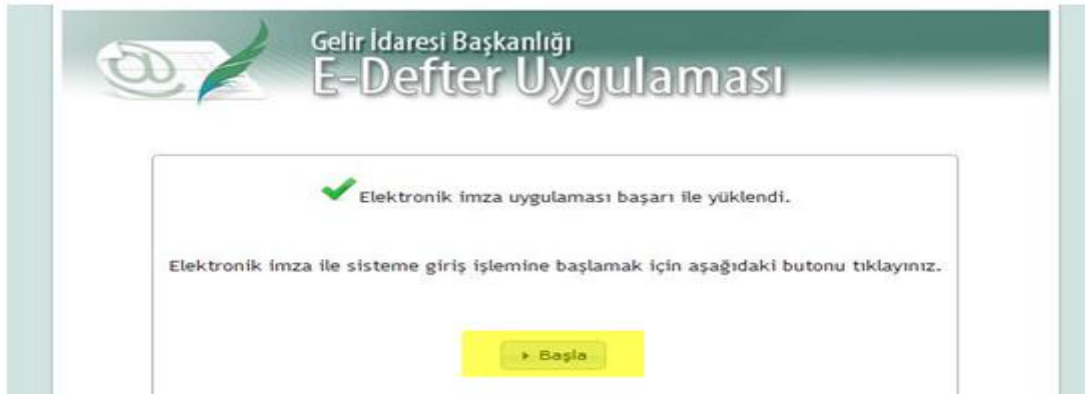 Gelir İdaresi Başkanlığı
E-Defter Uygulaması
Elektronik imza uygulaması başarı ile yüklendi.
Elektronik imza ile sisteme giriş işlemine başlamak için aşağıdaki butonu tıklayınız.
Başla